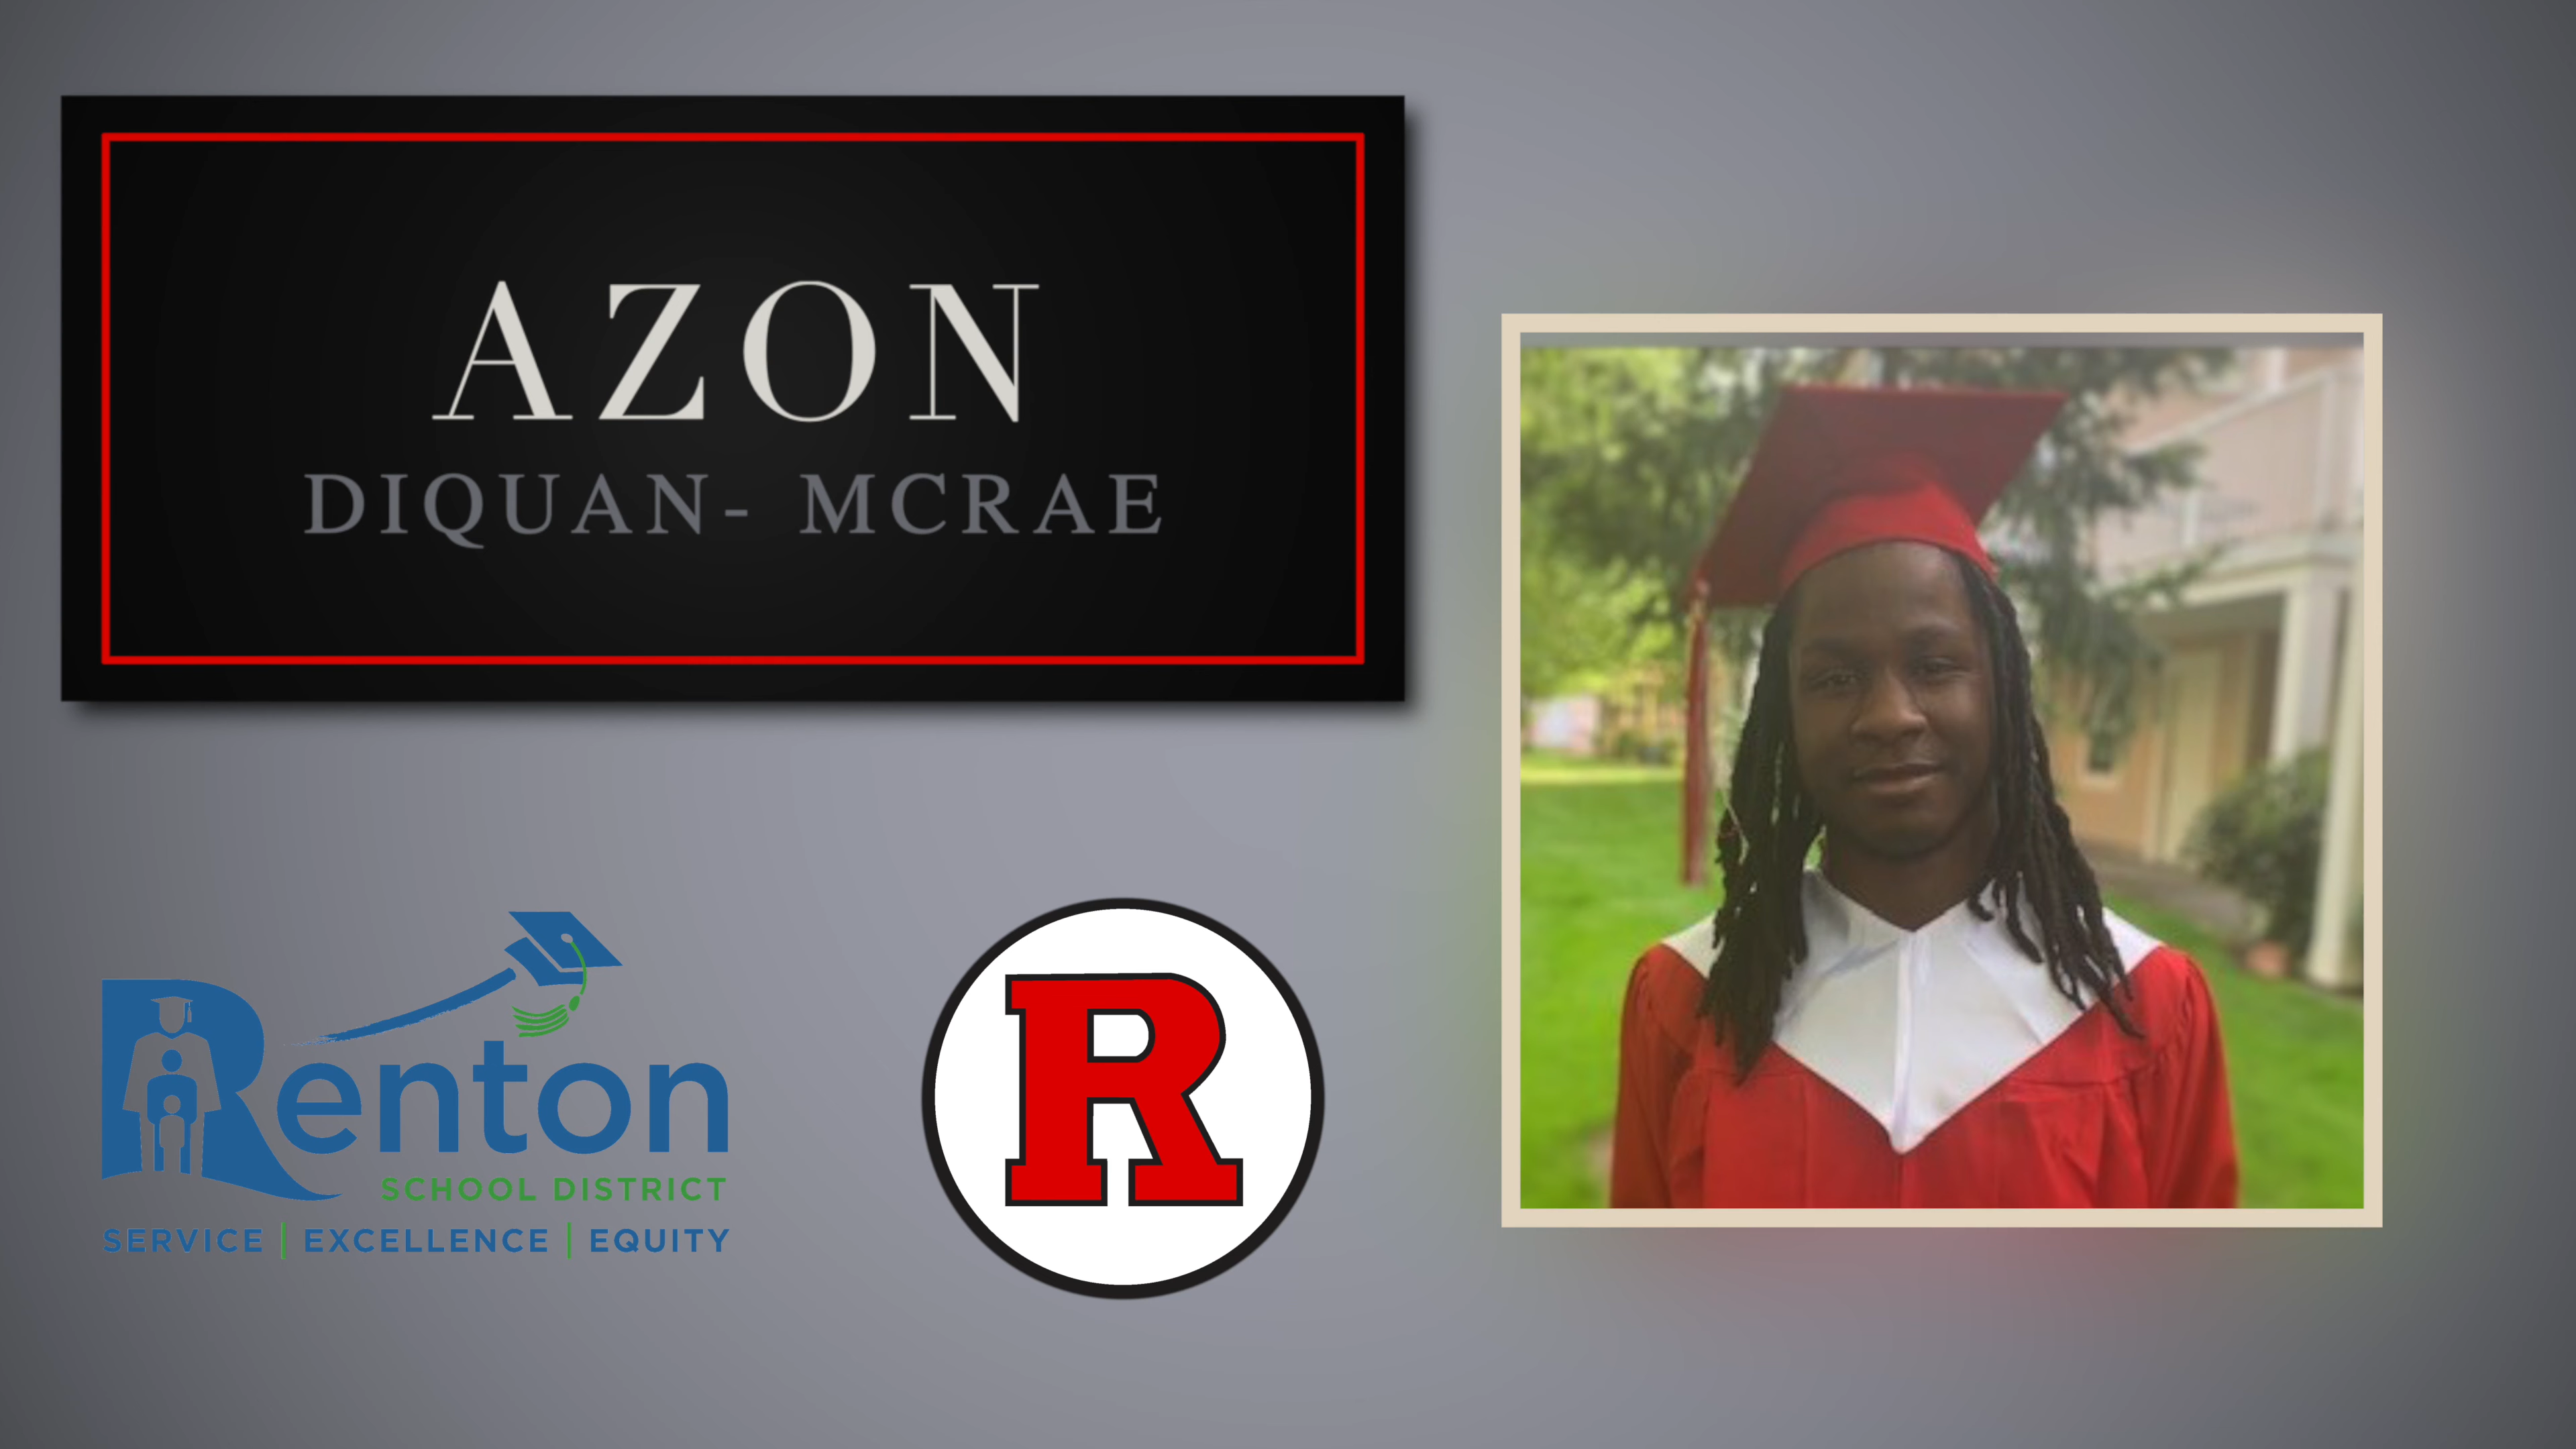 AZON
DIQUAN- MCRAE
Renton
SCHOOL DISTRICT
SERVICE | EXCELLENCE | EQUITY
R